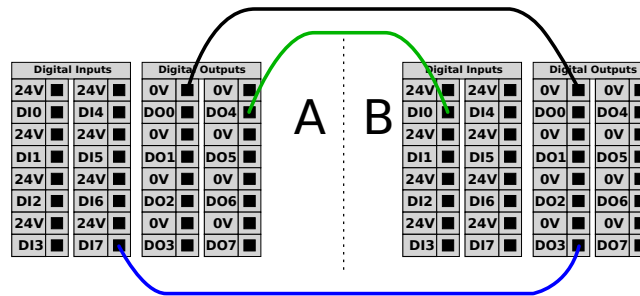 Digital Inputs Digital Outputs Digital Inputs Digital Outputs
24V 24V 0V 0V 24V 24V 0V 0V
DI0 DI4 DO0 DO4 A B DI0 DI4 DO0 DO4
24V 24V 0V 0V 24V 24V 0V 0V
DI1 DI5 DO1 DO5 DI1 DI5 DO1 DO5
24V 24V 0V 0V 24V 24V 0V 0V
DI2 DI6 DO2 DO6 DI2 DI6 DO2 DO6
24V 24V 0V 0V 24V 24V 0V 0V
DI3 DI7 DO3 DO7 DI3 DI7 DO3 DO7